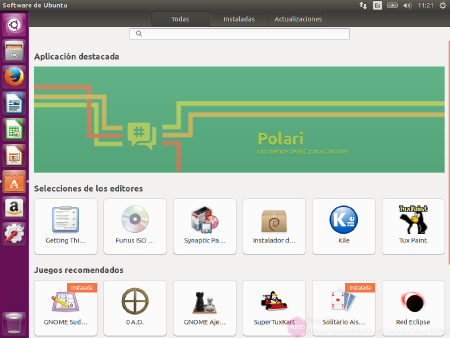 Software de Ubuntu
Es
11:21
Todas
Instaladas
Actualizaciones
Aplicación destacada
Polari
Un cliente de IRC para GNOME
Selecciones de los editores
Getting Thi...
Furius ISO ...
Synaptic Pa...
Instalador d...
Kile
Tux Paint
Juegos recomendados
Instalada
Instalada
GNOME Sud...
0 A.D.
GNOME Aje...
SuperTuxKart
Solitario Ais...
Red Eclipse